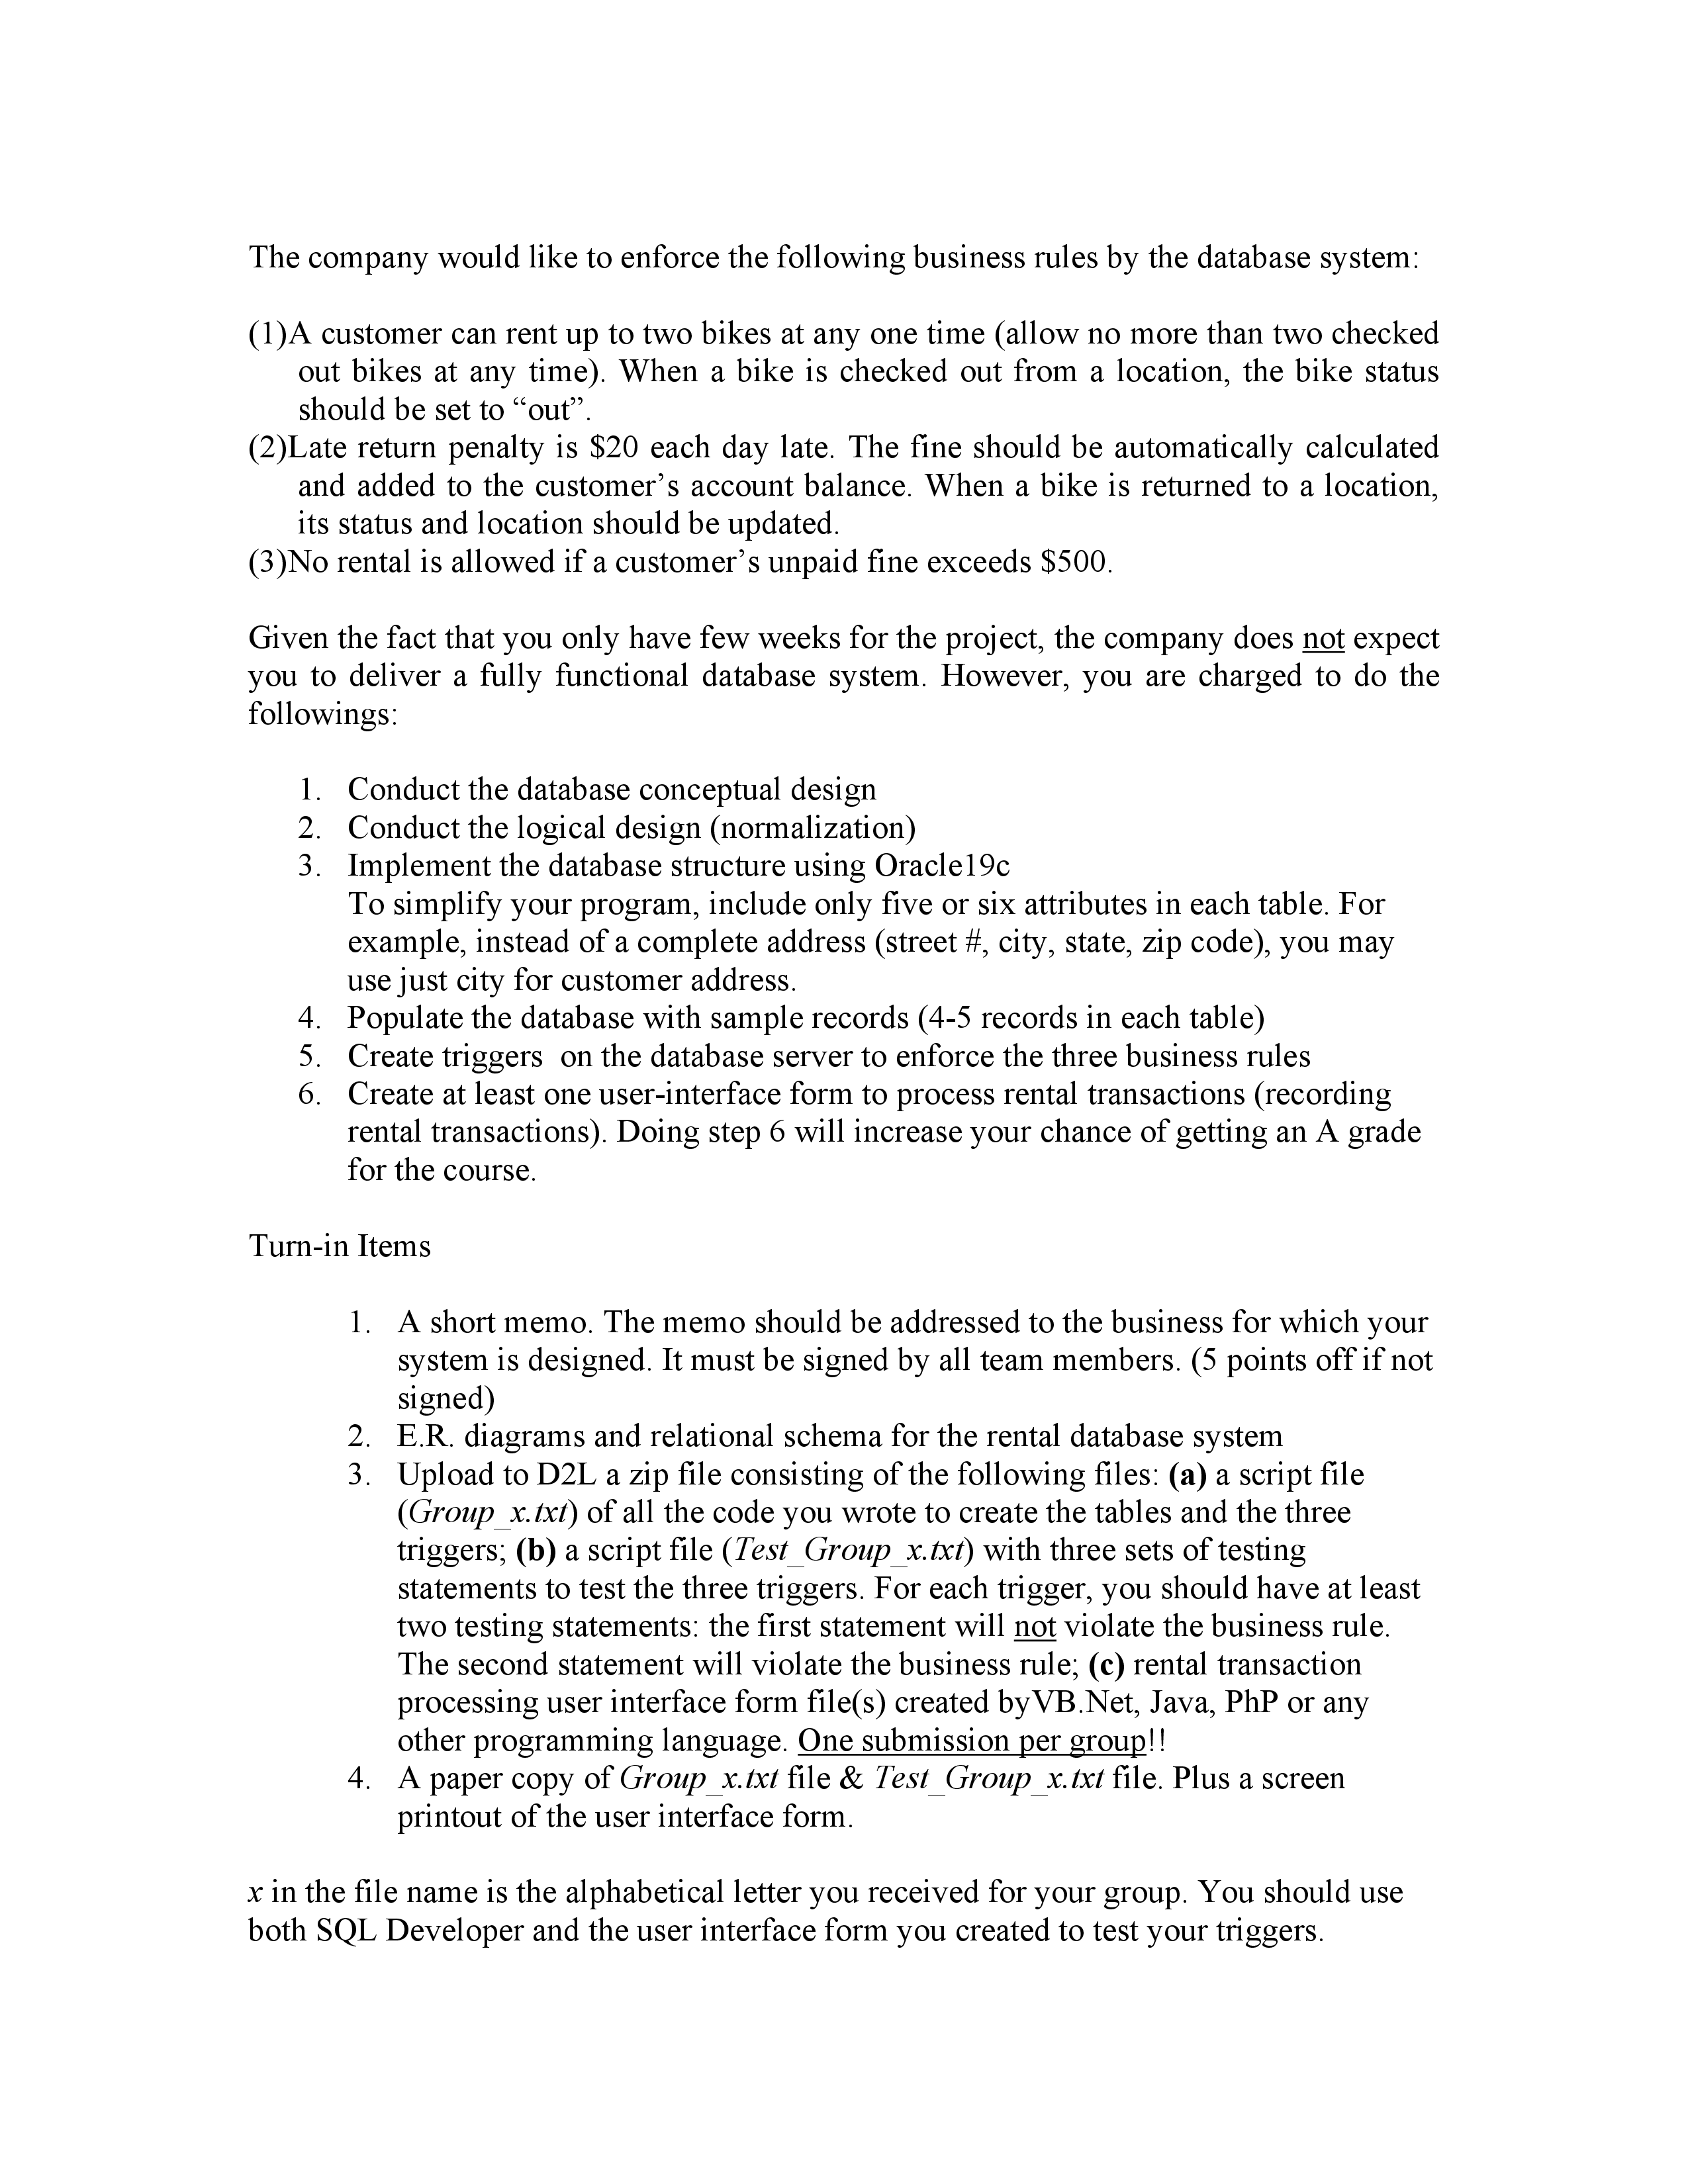 The company would like to enforce the following business rules by the database system:
(1)A customer can rent up to two bikes at any one time (allow no more than two checked
out bikes at any time). When a bike is checked out from a location, the bike status
should be set to “out”.
(2)Late return penalty is $20 each day late. The fine should be automatically calculated
and added to the customer’s account balance. When a bike is returned to a location,
its status and location should be updated.
(3)No rental is allowed if a customer’s unpaid fine exceeds $500.
Given the fact that you only have few weeks for the project, the company does not expect
you to deliver a fully functional database system. However, you are charged to do the
followings:
1. Conduct the database conceptual design
2. Conduct the logical design (normalization)
3. Implement the database structure using Oracle19c
To simplify your program, include only five or six attributes in each table. For
example, instead of a complete address (street #, city, state, zip code), you may
use just city for customer address.
4. Populate the database with sample records (4-5 records in each table)
5. Create triggers  on the database server to enforce the three business rules
6. Create at least one user-interface form to process rental transactions (recording
rental transactions). Doing step 6 will increase your chance of getting an A grade
for the course.
Turn-in Items
1. A short memo. The memo should be addressed to the business for which your
system is designed. It must be signed by all team members. (5 points off if not
signed)
2. E.R. diagrams and relational schema for the rental database system
3. Upload to D2L a zip file consisting of the following files: (a) a script file
(Group_x.txt) of all the code you wrote to create the tables and the three
triggers; (b) a script file (Test_Group_x.txt) with three sets of testing
statements to test the three triggers. For each trigger, you should have at least
two testing statements: the first statement will not violate the business rule.
The second statement will violate the business rule; (c) rental transaction
processing user interface form file(s) created byVB.Net, Java, PhP or any
other programming language. One submission per group!!
4. A paper copy of Group_x.txt file & Test_Group_x.txt file. Plus a screen
printout of the user interface form.
x in the file name is the alphabetical letter you received for your group. You should use
both SQL Developer and the user interface form you created to test your triggers.